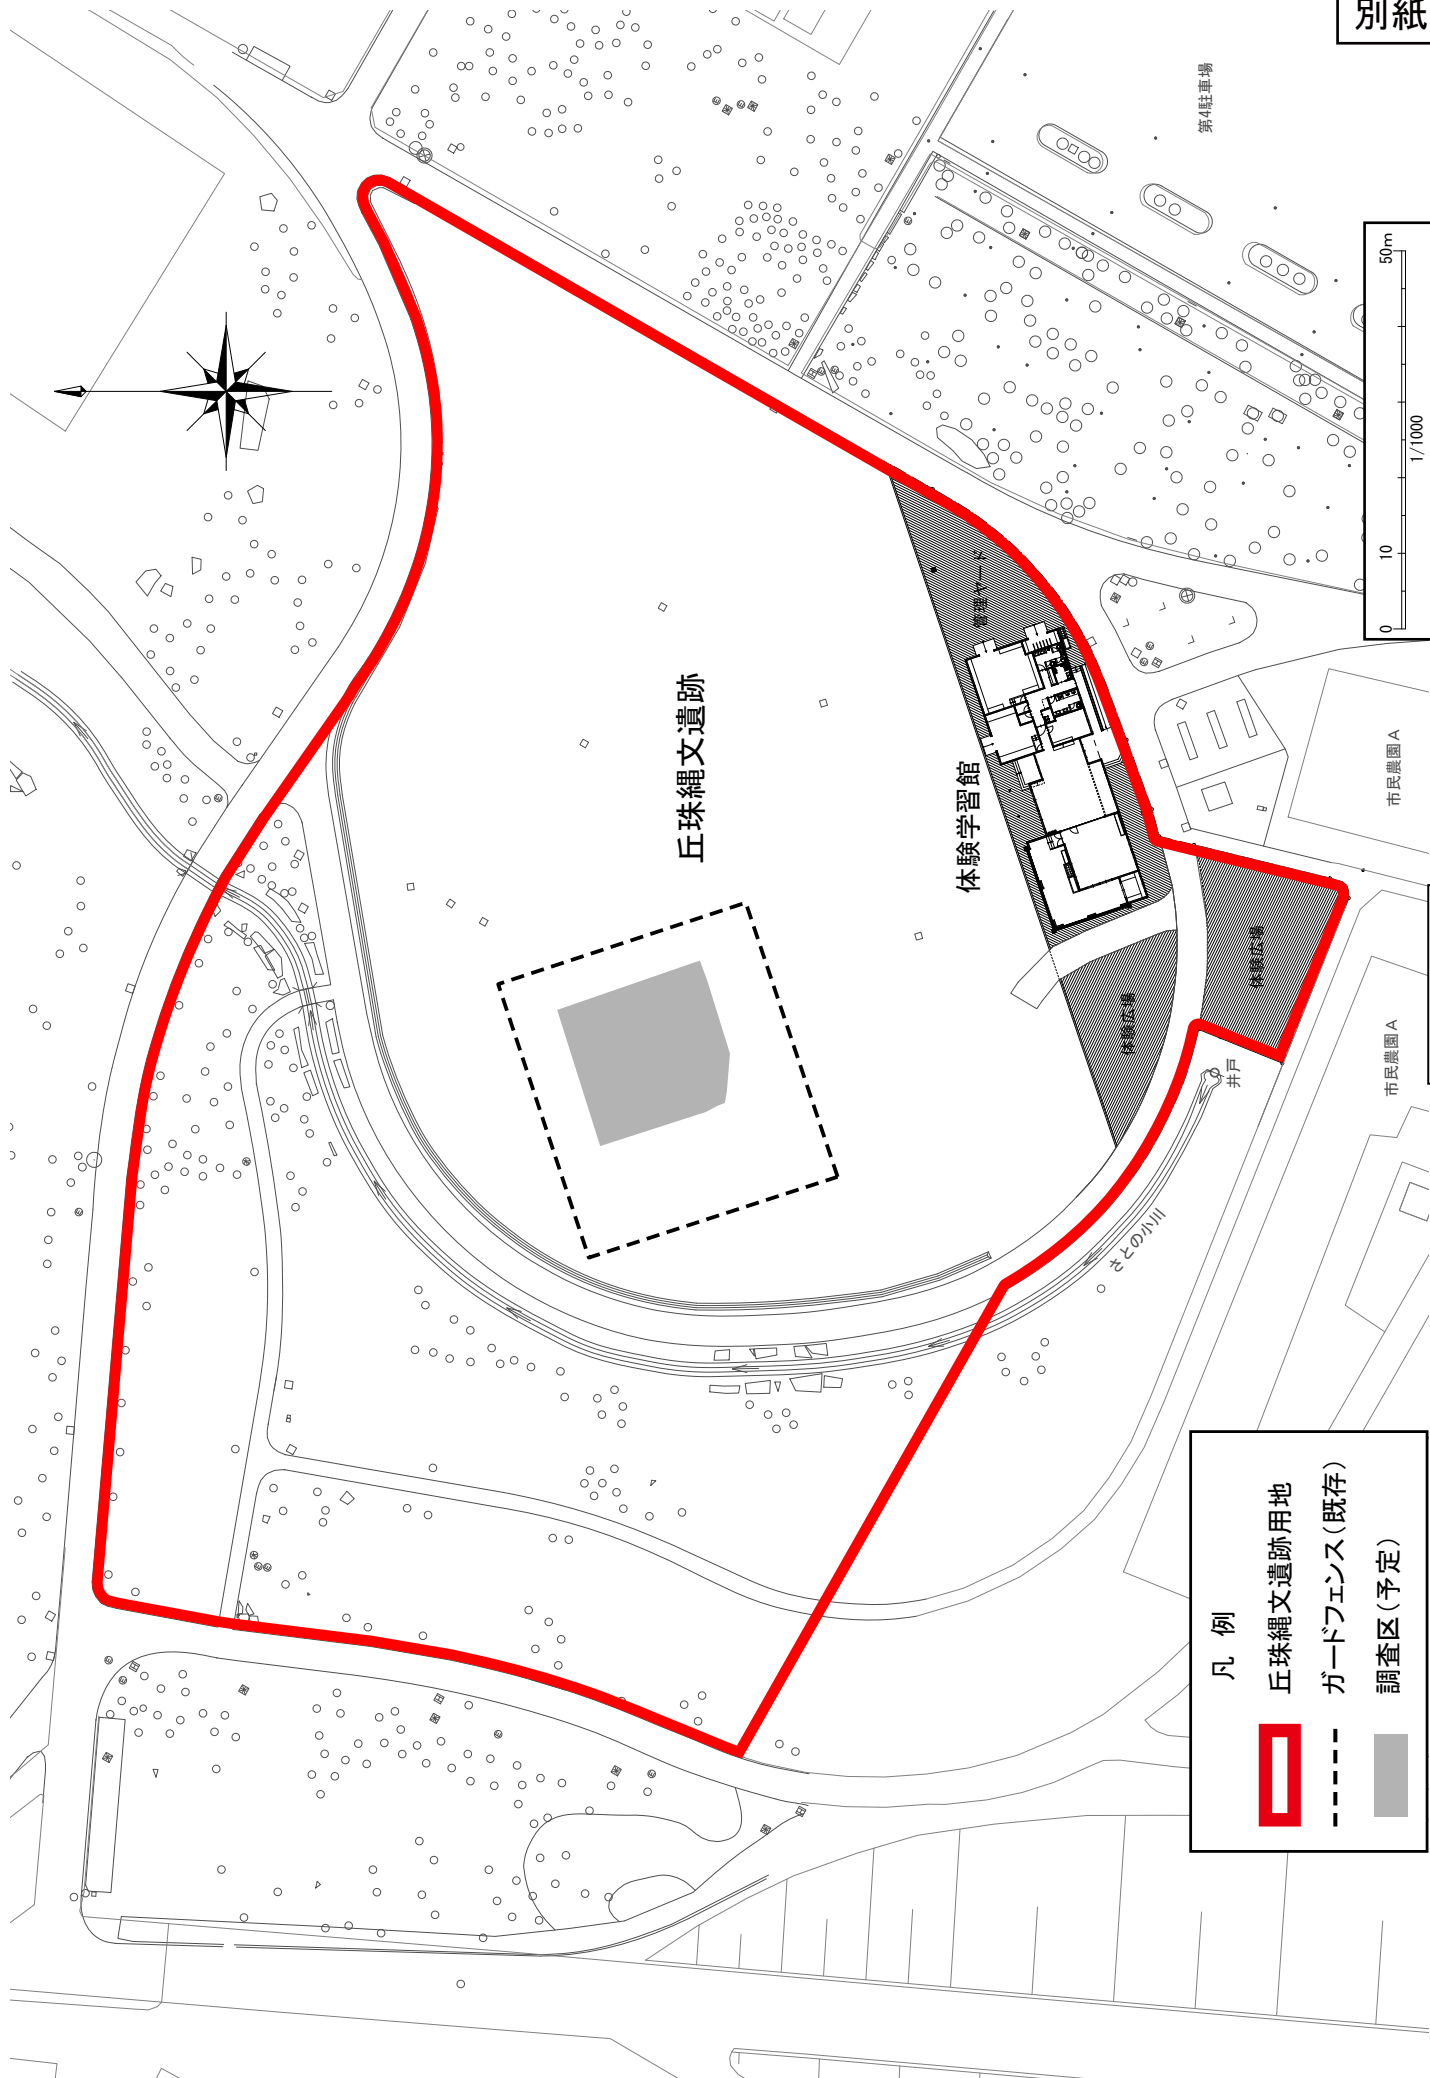 別紙
第4駐車場
丘珠縄文遺跡
体験学習館
管理ヤード
体験広場
体験広場
井戸
さとの小川
市民農園A
市民農園A
0 10 50m
1/1000
凡 例
丘珠縄文遺跡用地
ガードフェンス(既存)
調査区(予定)